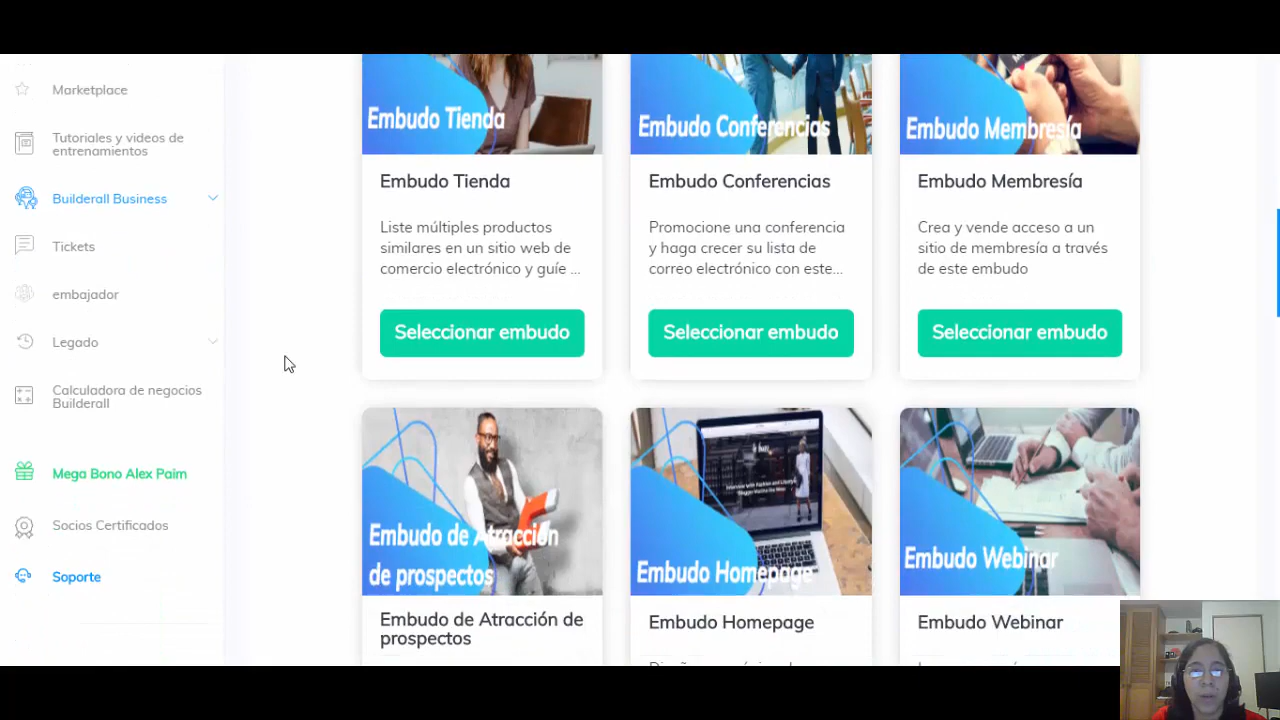 Marketplace
Tutoriales y videos de
entrenamientos
Builderall Business
Tickets
embajador
Legado
Calculadora de negocios
Builderall
Mega Bono Alex Paim
Socios Certificados
Soporte
Embudo Tienda
Embudo Conferencias
Embudo Membresía
Embudo Tienda
Embudo Conferencias
Embudo Membresía
Liste múltiples productos
similares en un sitio web de
comercio electrónico y guíe ...
Promocione una conferencia
y haga crecer su lista de
correo electrónico con este...
Crea y vende acceso a un
sitio de membresía a través
de este embudo
Seleccionar embudo
Seleccionar embudo
Seleccionar embudo
Embudo de Atracción
de prospectos
Embudo Homepage
Embudo Webinar
Embudo de Atracción de
prospectos
Embudo Homepage
Embudo Webinar